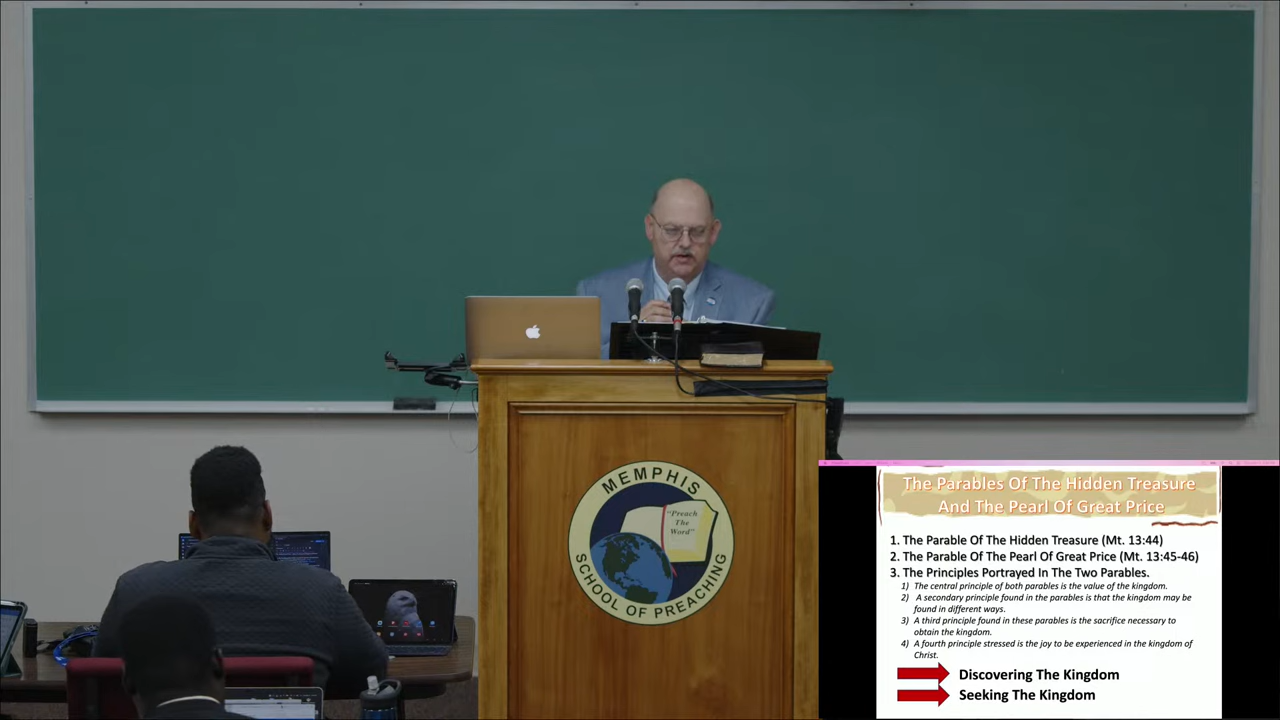 MEMPHIS
"Preach
The
Word"
SCHOOL OF PREACHING
The Parables Of The Hidden Treasure
And The Pearl Of Great Price
1. The Parable Of The Hidden Treasure (Mt. 13:44)
2. The Parable Of The Pearl Of Great Price (Mt. 13:45-46)
3. The Principles Portrayed In The Two Parables.
1) The central principle of both parables is the value of the kingdom.
2) A secondary principle found in the parables is that the kingdom may be
found in different ways.
3) A third principle found in these parables is the sacrifice necessary to
obtain the kingdom.
4) A fourth principle stressed is the joy to be experienced in the kingdom of
Christ.
Discovering The Kingdom
Seeking The Kingdom